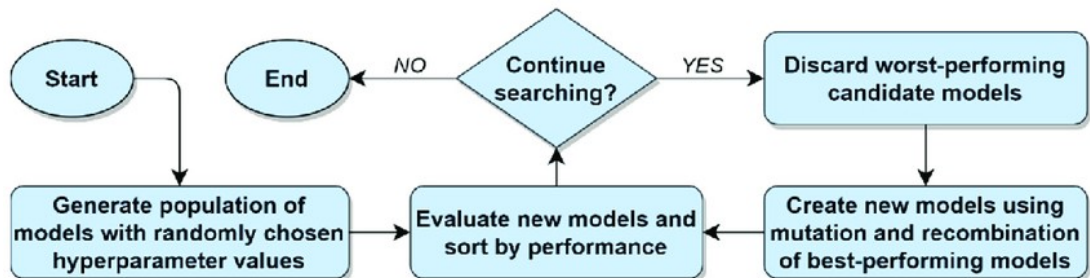 Start
End
NO
Continue
searching?
YES
Discard worst-performing
candidate models
Generate population of
models with randomly chosen
hyperparameter values
Evaluate new models and
sort by performance
Create new models using
mutation and recombination
of best-performing models